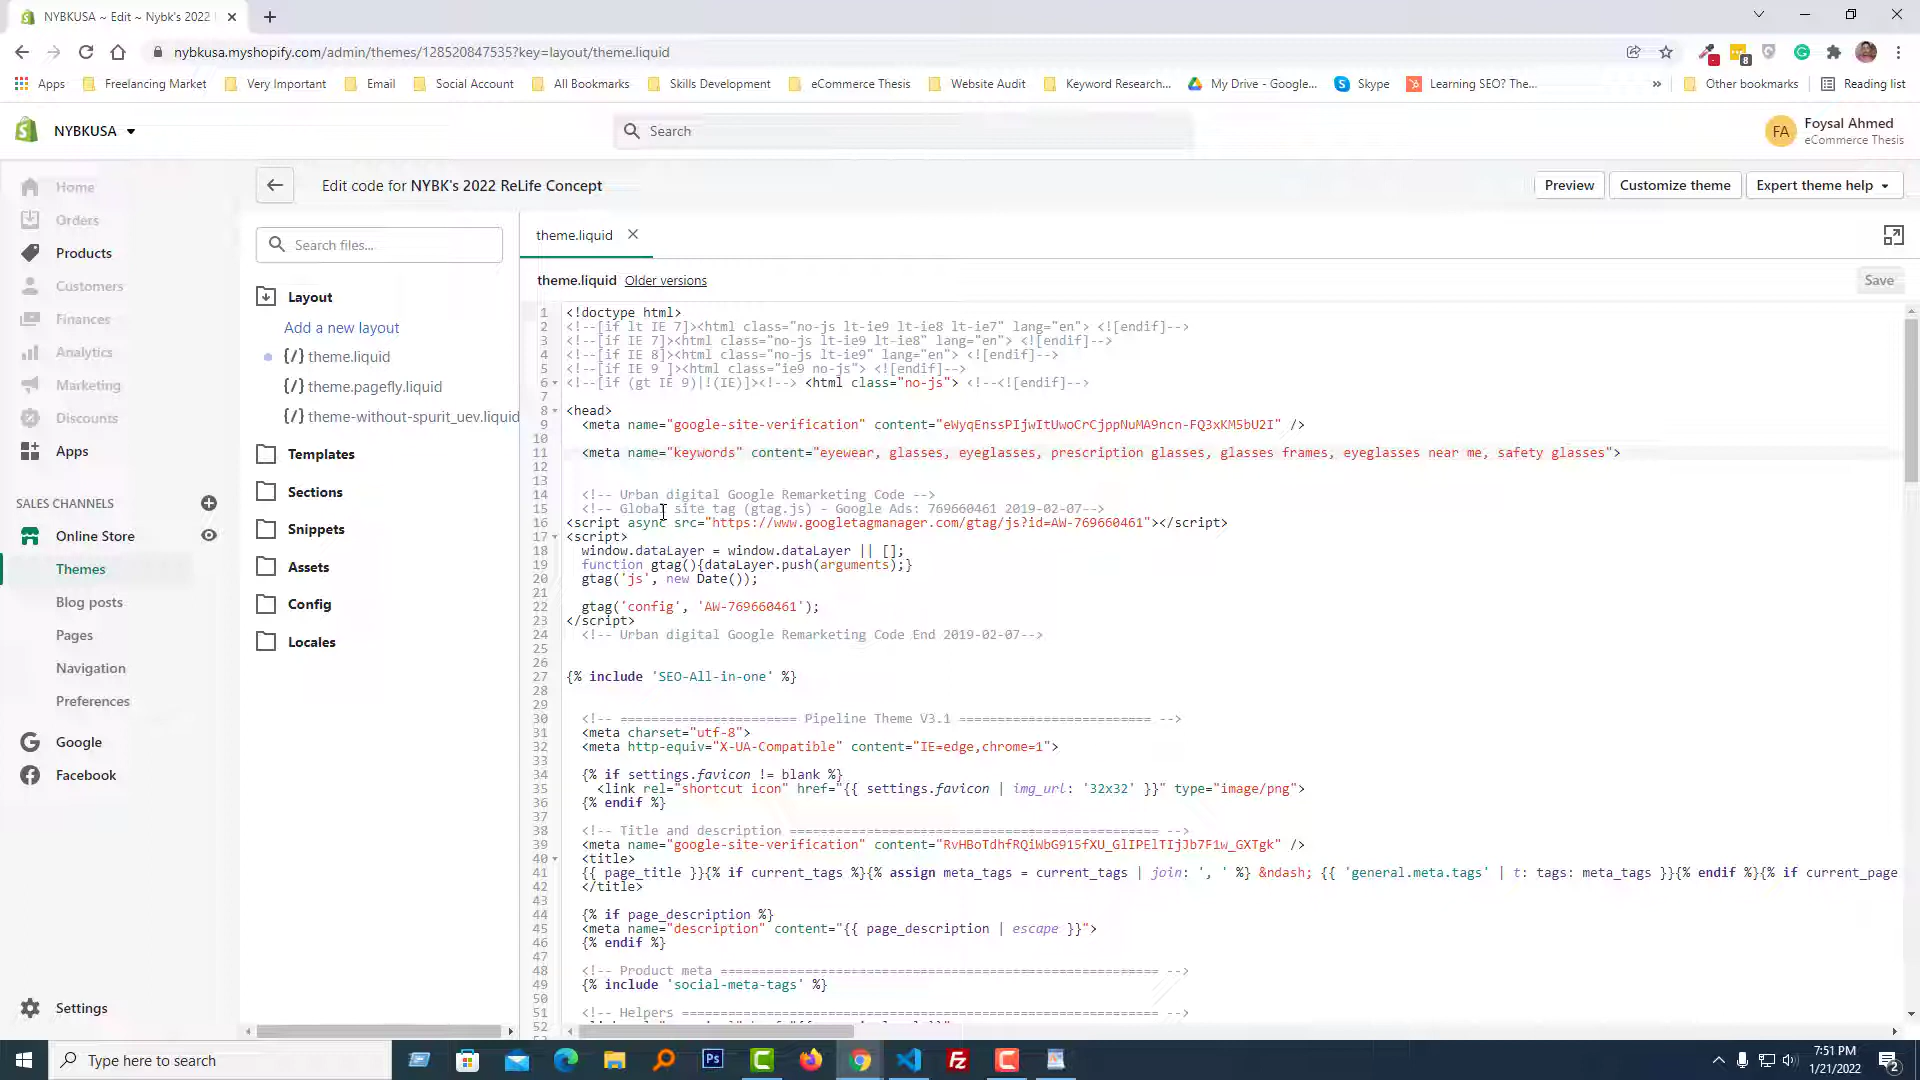 NYBKUSA ~ Edit ~ Nybk's 2022
nybkusa.myshopify.com/admin/themes/128520847535?key=layout/theme.liquid
8
Apps
Freelancing Market
Very Important
Email
Social Account
All Bookmarks
Skills Development
eCommerce Thesis
Website Audit
Keyword Research...
My Drive - Google...
Skype
Learning SEO? The...
»
Other bookmarks
Reading list
NYBKUSA
Search
FA
Foysal Ahmed
eCommerce Thesis
Home
Orders
Products
Customers
Finances
Analytics
Marketing
Discounts
Apps
SALES CHANNELS
Online Store
Themes
Blog posts
Pages
Navigation
Preferences
Google
Facebook
Settings
Edit code for NYBK's 2022 ReLife Concept
Preview
Customize theme
Expert theme help
Search files...
Layout
Add a new layout
{/} theme.liquid
{/} theme.pagefly.liquid
{/} theme-without-spurit_uev.liquid
Templates
Sections
Snippets
Assets
Config
Locales
theme.liquid
theme.liquid Older versions
Save
1 <!doctype html>
2 <!--[if lt IE 7]><html class="no-js lt-ie9 lt-ie8 lt-ie7" lang="en"> <![endif]-->
3 <!--[if IE 7]><html class="no-js lt-ie9 lt-ie8" lang="en"> <![endif]-->
4 <!--[if IE 8]><html class="no-js lt-ie9" lang="en"> <![endif]-->
5 <!--[if IE 9 ]><html class="ie9 no-js"> <![endif]-->
6 <!--[if (gt IE 9)|!(IE)]><!--> <html class="no-js"> <!--<![endif]-->
7
8 <head>
9 <meta name="google-site-verification" content="eWyqEnssPIjwItUwoCrCjppNuMA9ncn-FQ3xKM5bU2I" />
10
11 <meta name="keywords" content="eyewear, glasses, eyeglasses, prescription glasses, glasses frames, eyeglasses near me, safety glasses">
12
13
14 <!-- Urban digital Google Remarketing Code -->
15 <!-- Global site tag (gtag.js) - Google Ads: 769660461 2019-02-07-->
16 <script async src="https://www.googletagmanager.com/gtag/js?id=AW-769660461"></script>
17 <script>
18 window.dataLayer = window.dataLayer || [];
19 function gtag(){dataLayer.push(arguments);}
20 gtag('js', new Date());
21
22 gtag('config', 'AW-769660461');
23 </script>
24 <!-- Urban digital Google Remarketing Code End 2019-02-07-->
25
26
27 {% include 'SEO-All-in-one' %}
28
29
30 <!-- ======================= Pipeline Theme V3.1 ========================= -->
31 <meta charset="utf-8">
32 <meta http-equiv="X-UA-Compatible" content="IE=edge,chrome=1">
33
34 {% if settings.favicon != blank %}
35 <link rel="shortcut icon" href="{{ settings.favicon | img_url: '32x32' }}" type="image/png">
36 {% endif %}
37
38 <!-- Title and description ================================================ -->
39 <meta name="google-site-verification" content="RvHBoTdhfRQiWbG915fXU_GlIPElTIjJb7F1w_GXTgk" />
40 <title>
41 {{ page_title }}{% if current_tags %}{% assign meta_tags = current_tags | join: ', ' %} &ndash; {{ 'general.meta.tags' | t: tags: meta_tags }}{% endif %}{% if current_page
42 </title>
43
44 {% if page_description %}
45 <meta name="description" content="{{ page_description | escape }}">
46 {% endif %}
47
48 <!-- Product meta ========================================================= -->
49 {% include 'social-meta-tags' %}
50
51 <!-- Helpers ============================================================== -->
52
Type here to search
Ps
7:51 PM
1/21/2022
2